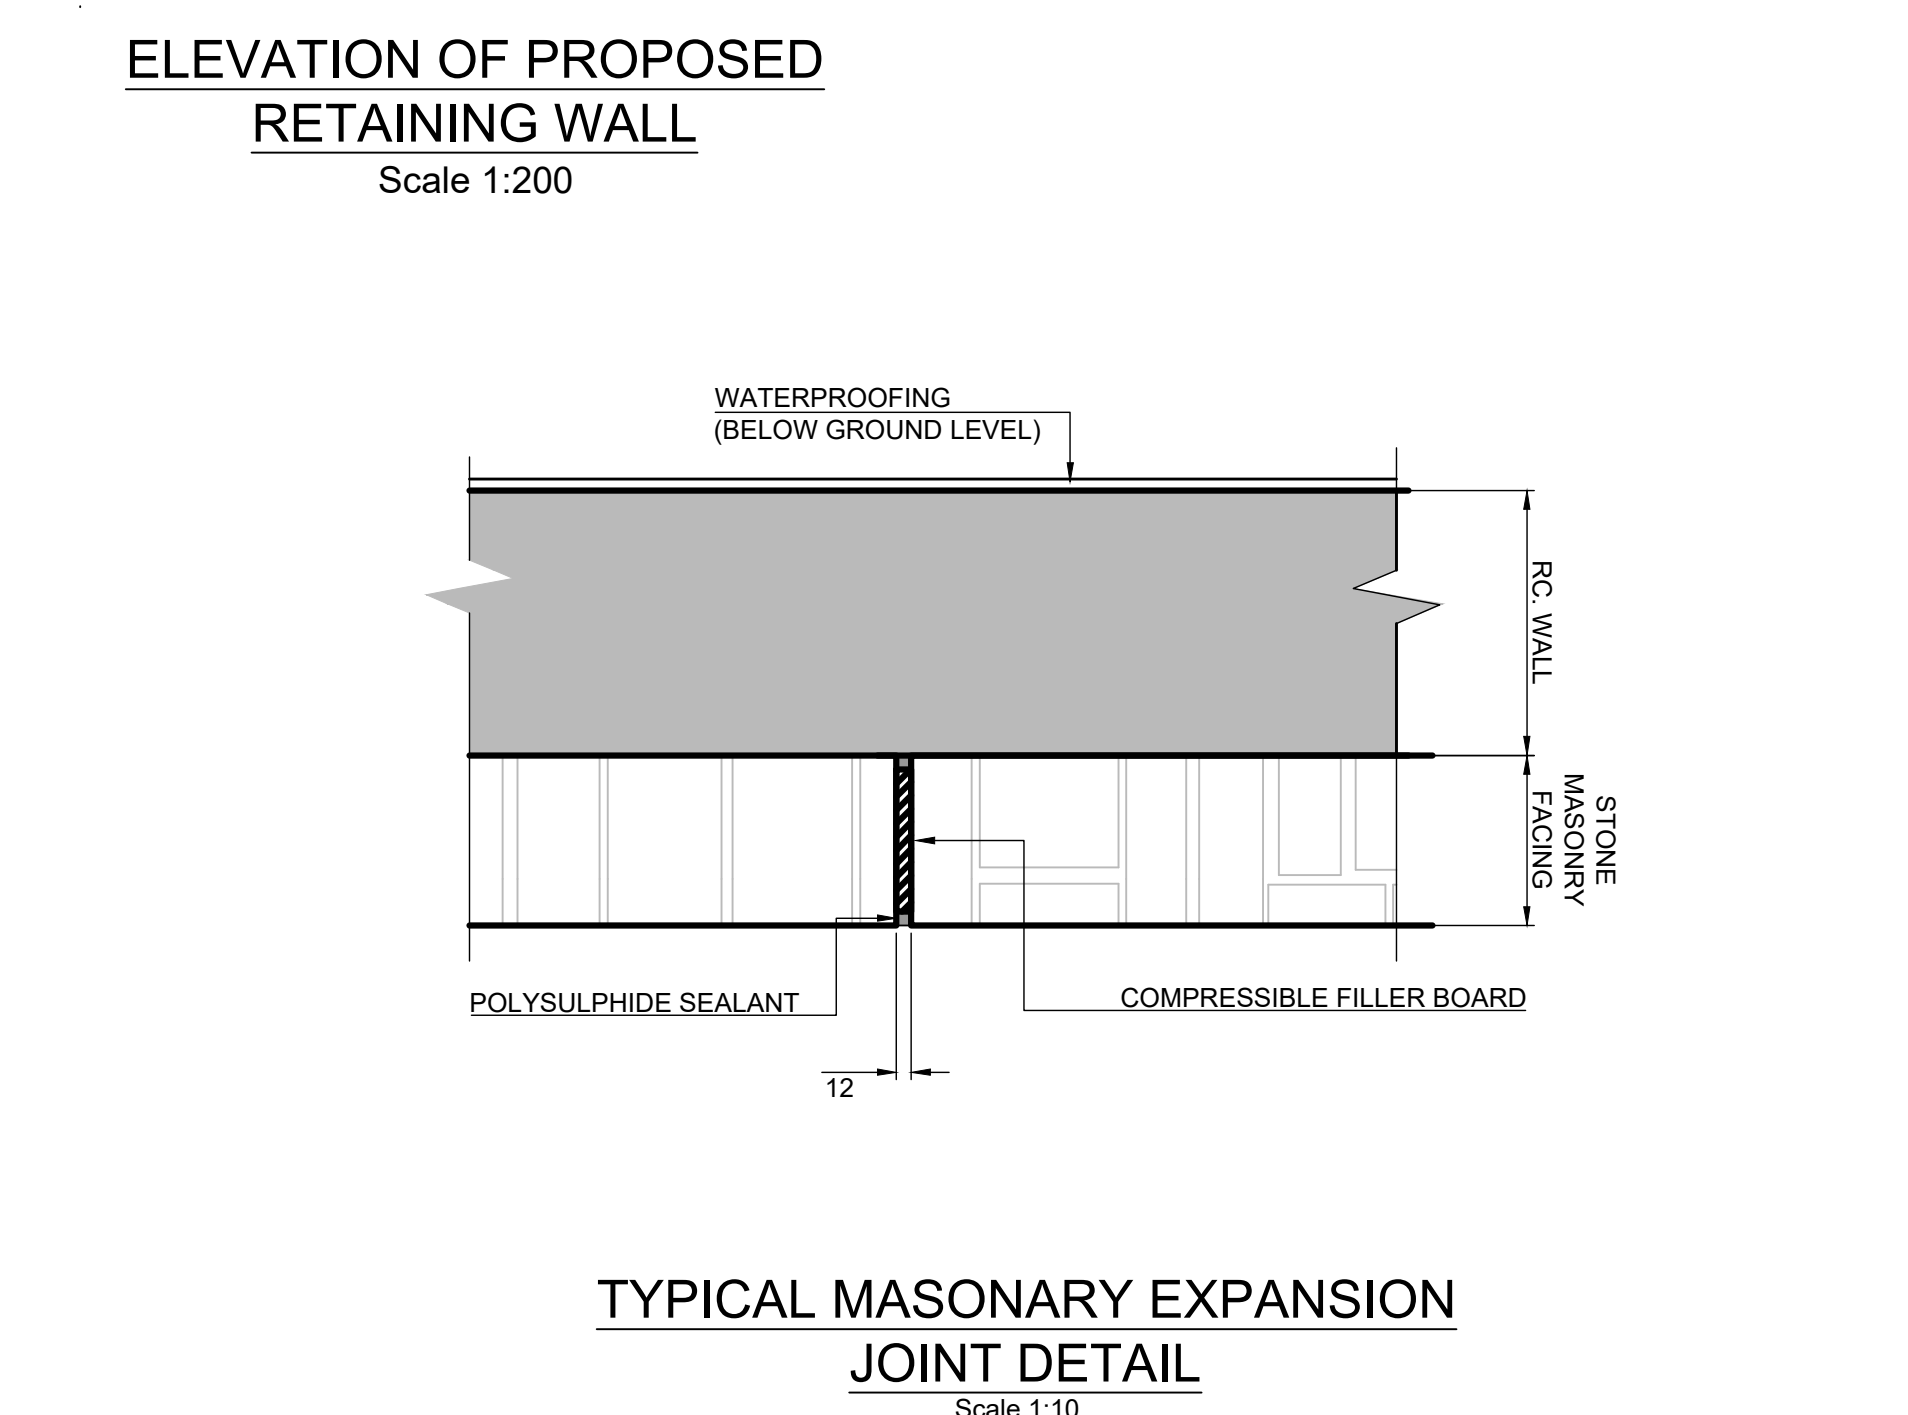 ELEVATION OF PROPOSED
RETAINING WALL
Scale 1:200
WATERPROOFING
(BELOW GROUND LEVEL)
RC. WALL
STONE
MASONRY
FACING
POLYSULPHIDE SEALANT
COMPRESSIBLE FILLER BOARD
12
TYPICAL MASONARY EXPANSION
JOINT DETAIL
Scale 1:10